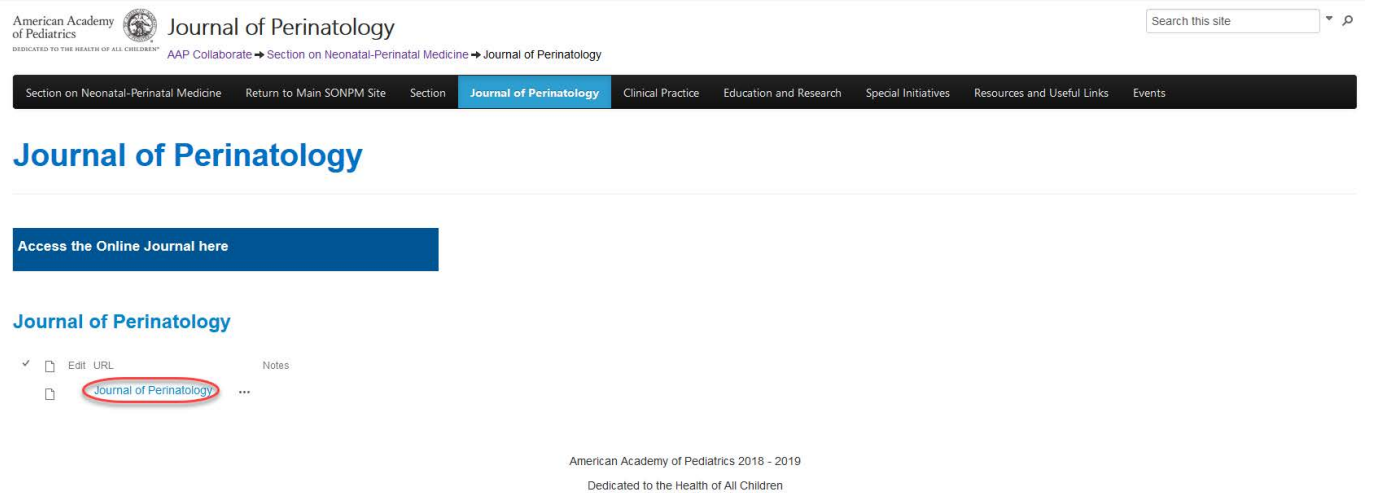 American Academy
of Pediatrics
DEDICATED TO THE HEALTH OF ALL CHILDREN®
Journal of Perinatology
AAP Collaborate → Section on Neonatal-Perinatal Medicine → Journal of Perinatology
Search this site
Section on Neonatal-Perinatal Medicine Return to Main SONPM Site Section Journal of Perinatology Clinical Practice Education and Research Special Initiatives Resources and Useful Links Events
Journal of Perinatology
Access the Online Journal here
Journal of Perinatology
Edit URL Notes
Journal of Perinatology ...
American Academy of Pediatrics 2018 - 2019
Dedicated to the Health of All Children